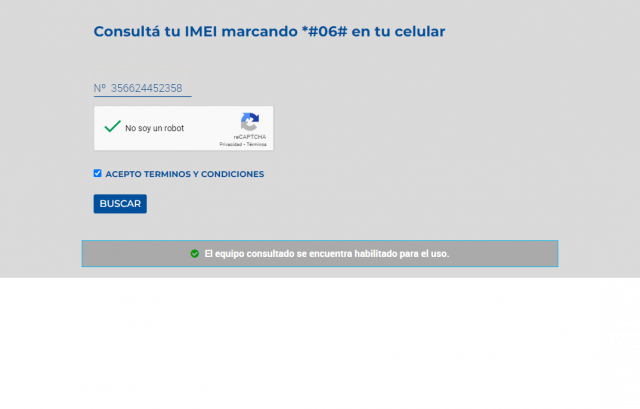 Consultá tu IMEI marcando *#06# en tu celular
Nº 356624452358
No soy un robot
reCAPTCHA
Privacidad - Términos
ACEPTO TERMINOS Y CONDICIONES
BUSCAR
El equipo consultado se encuentra habilitado para el uso.